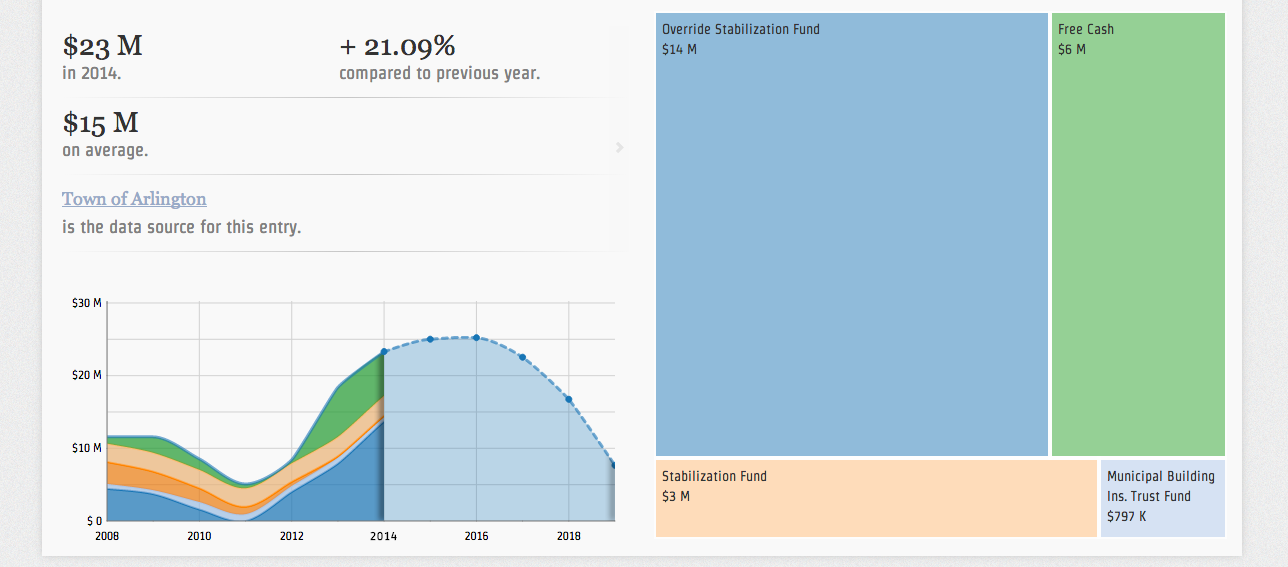 $23 M
in 2014.
+ 21.09%
compared to previous year.
$15 M
on average.
Town of Arlington
is the data source for this entry.
$30 M
$20 M
$10 M
$ 0
2008
2010
2012
2014
2016
2018
Override Stabilization Fund
$14 M
Free Cash
$6 M
Stabilization Fund
$3 M
Municipal Building
Ins. Trust Fund
$797 K